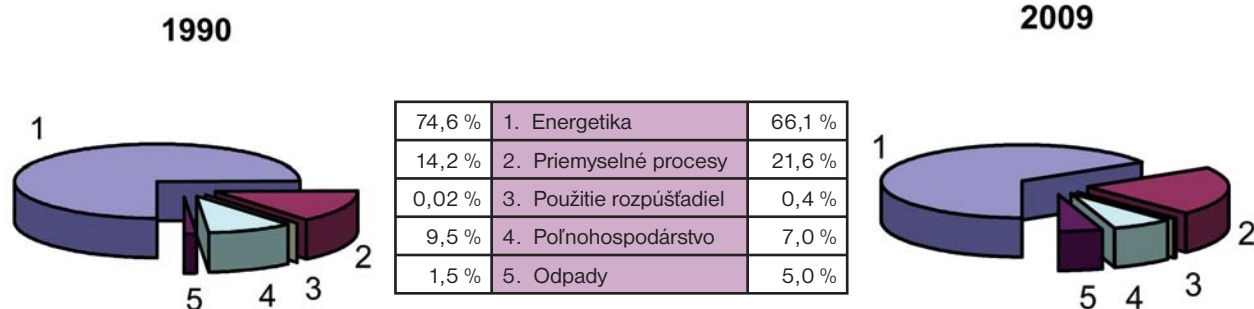 1990
2009
1
2
3
4
5
74,6 % 1. Energetika 66,1 %
14,2 % 2. Priemyselné procesy 21,6 %
0,02 % 3. Použitie rozpúšťadiel 0,4 %
9,5 % 4. Poľnohospodárstvo 7,0 %
1,5 % 5. Odpady 5,0 %
1
2
3
4
5